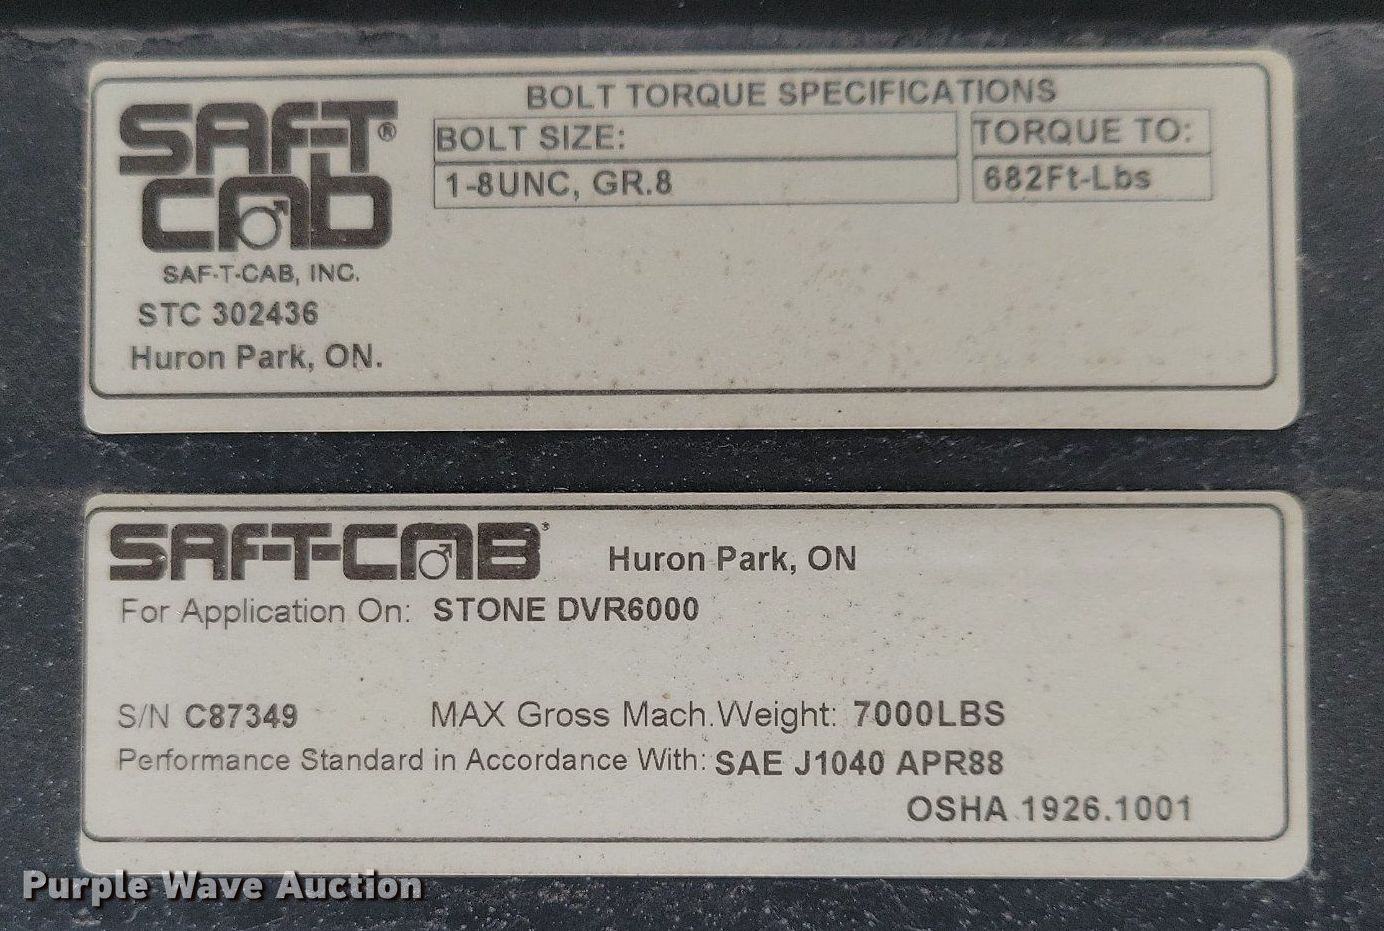 BOLT TORQUE SPECIFICATIONS
SAF-T CAB®
BOLT SIZE: TORQUE TO:
1-8UNC, GR.8 682Ft-Lbs
SAF-T-CAB, INC.
STC 302436
Huron Park, ON.
SAF-T-CAB® Huron Park, ON
For Application On: STONE DVR6000
S/N C87349 MAX Gross Mach.Weight: 7000LBS
Performance Standard in Accordance With: SAE J1040 APR88
OSHA 1926.1001
Purple Wave Auction